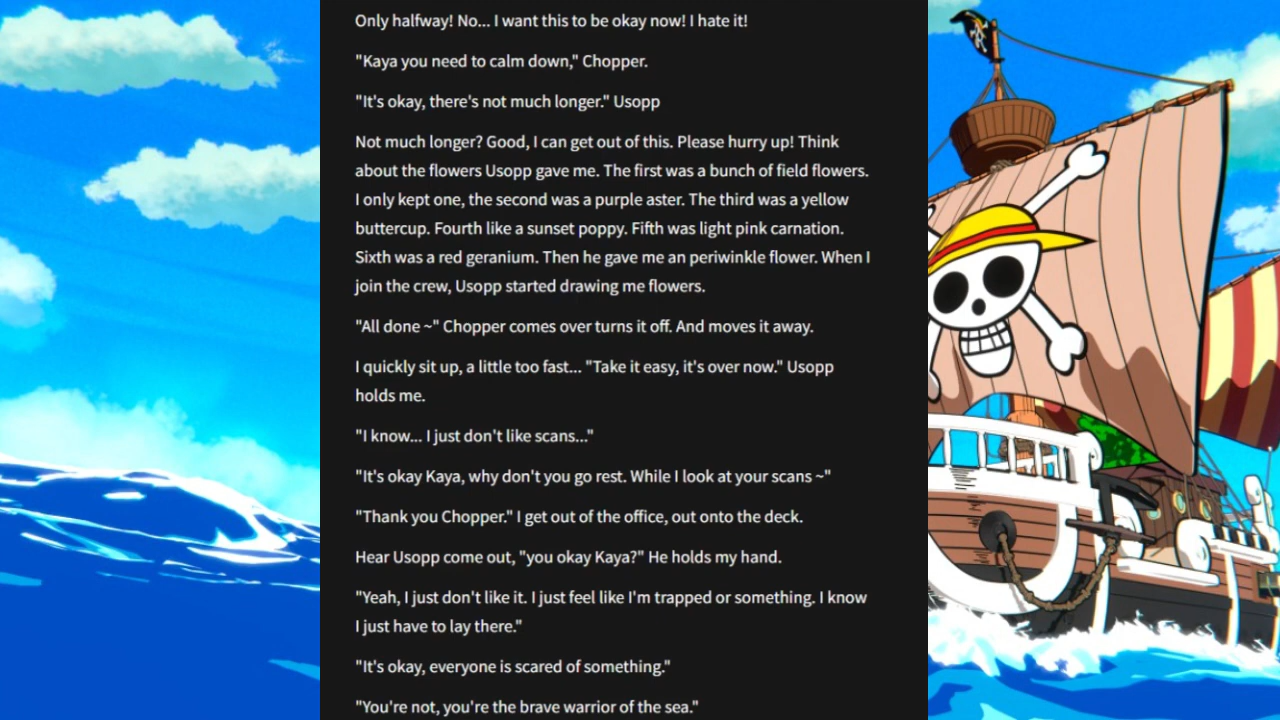 Only halfway! No... I want this to be okay now! I hate it!
"Kaya you need to calm down," Chopper.
"It's okay, there's not much longer." Usopp
Not much longer? Good, I can get out of this. Please hurry up! Think
about the flowers Usopp gave me. The first was a bunch of field flowers.
I only kept one, the second was a purple aster. The third was a yellow
buttercup. Fourth like a sunset poppy. Fifth was light pink carnation.
Sixth was a red geranium. Then he gave me an periwinkle flower. When I
join the crew, Usopp started drawing me flowers.
"All done ~" Chopper comes over turns it off. And moves it away.
I quickly sit up, a little too fast... "Take it easy, it's over now." Usopp
holds me.
"I know... I just don't like scans..."
"It's okay Kaya, why don't you go rest. While I look at your scans ~"
"Thank you Chopper." I get out of the office, out onto the deck.
Hear Usopp come out, "you okay Kaya?" He holds my hand.
"Yeah, I just don't like it. I just feel like I'm trapped or something. I know
I just have to lay there."
"It's okay, everyone is scared of something."
"You're not, you're the brave warrior of the sea."